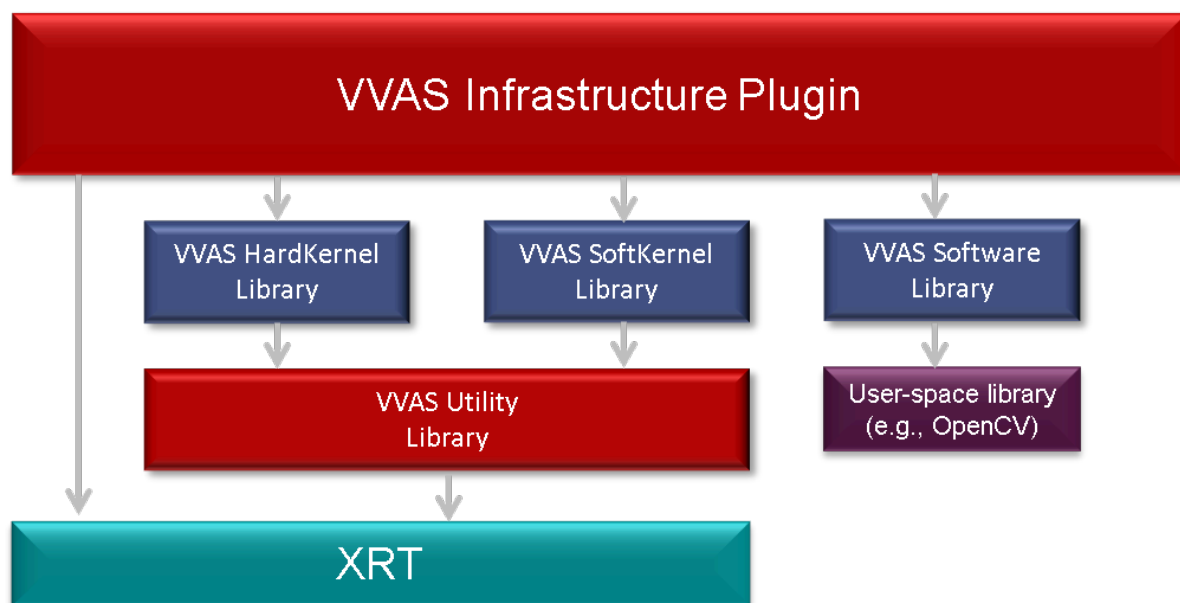 VVAS Infrastructure Plugin
VVAS HardKernel
Library
VVAS SoftKernel
Library
VVAS Software
Library
VVAS Utility
Library
User-space library
(e.g., OpenCV)
XRT